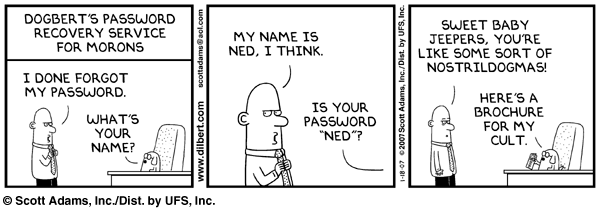 DOGBERT'S PASSWORD
RECOVERY SERVICE
FOR MORONS
I DONE FORGOT
MY PASSWORD.
WHAT'S
YOUR
NAME?
www.dilbert.com
scottadams@aol.com
MY NAME IS
NED, I THINK.
IS YOUR
PASSWORD
"NED"?
1-18-07 ©2007 Scott Adams, Inc./Dist. by UFS, Inc.
SWEET BABY
JEEPERS, YOU'RE
LIKE SOME SORT OF
NOSTRILDOGMAS!
HERE'S A
BROCHURE
FOR MY
CULT.
© Scott Adams, Inc./Dist. by UFS, Inc.